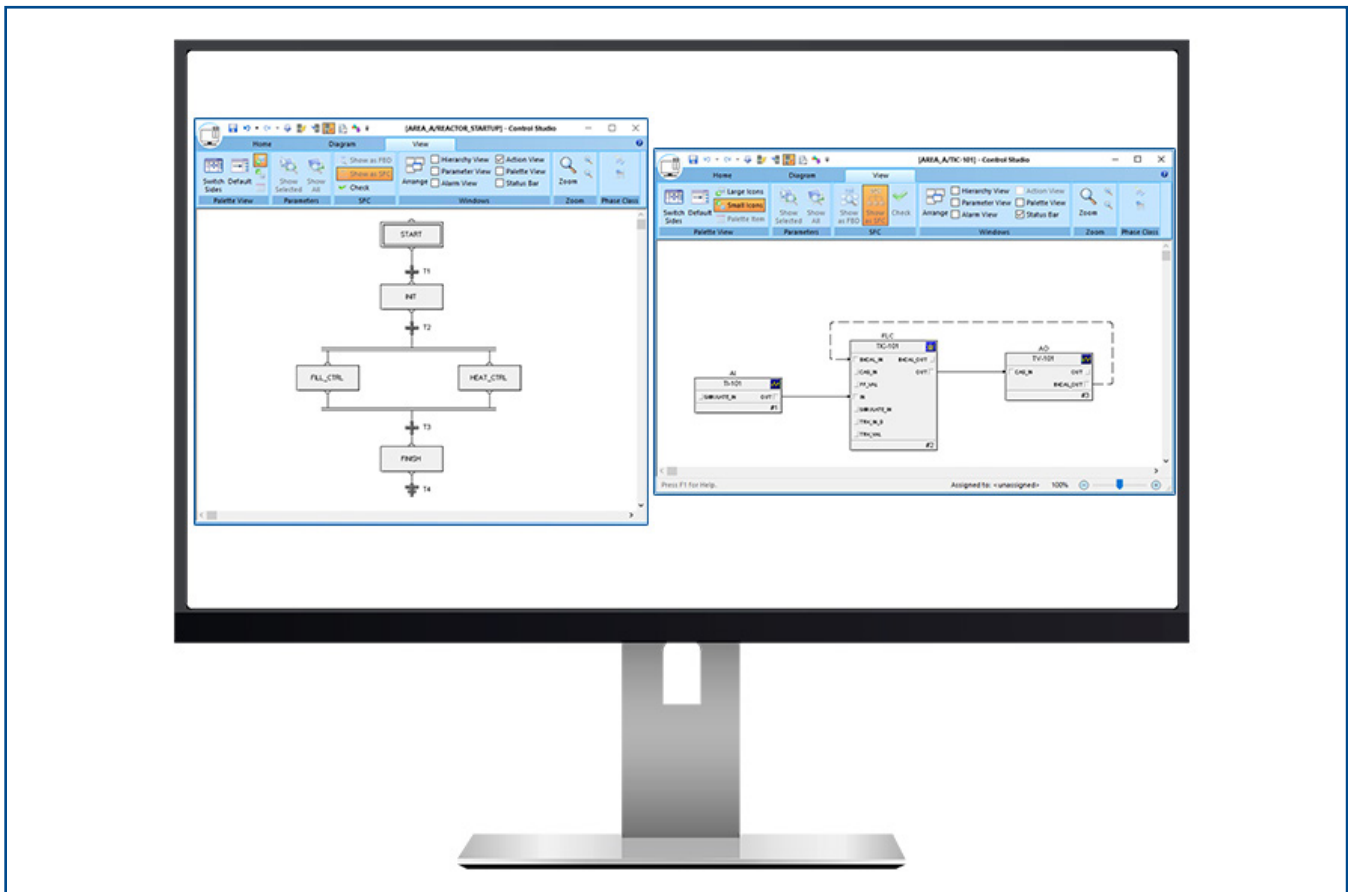 [AREA_A/REACTOR_STARTUP] - Control Studio
Home Diagram View
Switch Sides Default
Show Selected Show All
Show as FBD
Show as SFC
Check
Arrange
Hierarchy View Action View
Parameter View Palette View
Alarm View Status Bar
Zoom
Palette View Parameters SFC Windows Zoom Phase Class
START
T1
INIT
T2
FILL_CTRL HEAT_CTRL
T3
FINISH
T4
[AREA_A/TIC-101] - Control Studio
Home Diagram View
Switch Sides Default
Large Icons
Small Icons
Palette Item
Show Selected Show All
Show as FBD Show as SFC Check
Arrange
Hierarchy View Action View
Parameter View Palette View
Alarm View Status Bar
Zoom
Palette View Parameters SFC Windows Zoom Phase Class
AI
TI-101
SIMULATE_IN OUT
#1
TIC-101
BKCAL_IN BKCAL_OUT
CAS_IN OUT
FF_VAL
IN
SIMULATE_IN
TRK_IN_D
TRK_VAL
#2
AO
TV-101
CAS_IN OUT
BKCAL_OUT
#3
Press F1 for Help. Assigned to: <unassigned> 100%